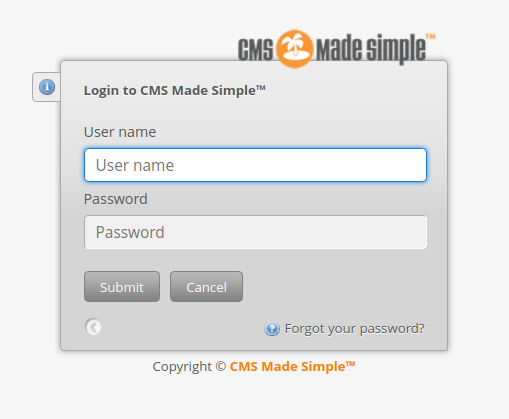 CMS made simple™
Login to CMS Made Simple™
User name
User name
Password
Password
Submit Cancel
Forgot your password?
Copyright © CMS Made Simple™